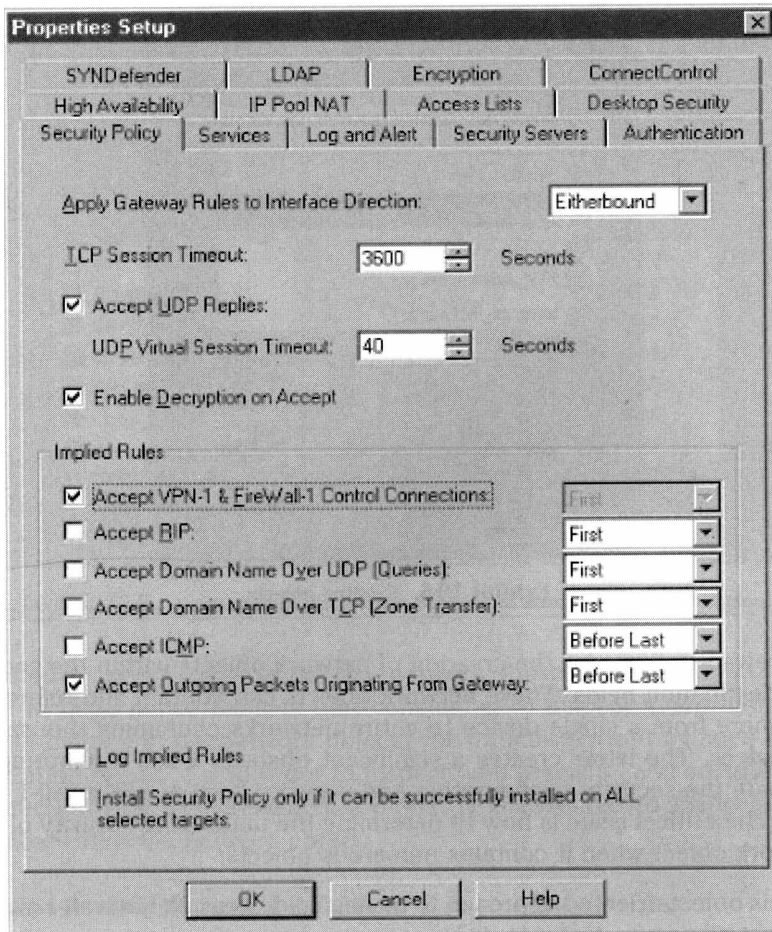 Properties Setup
SYNDefender LDAP Encryption ConnectControl
High Availability IP Pool NAT Access Lists Desktop Security
Security Policy Services Log and Alert Security Servers Authentication
Apply Gateway Rules to Interface Direction: Eitherbound
TCP Session Timeout: 3600 Seconds
Accept UDP Replies:
UDP Virtual Session Timeout: 40 Seconds
Enable Decryption on Accept
Implied Rules
Accept VPN-1 & FireWall-1 Control Connections: First
Accept RIP: First
Accept Domain Name Over UDP (Queries): First
Accept Domain Name Over TCP (Zone Transfer): First
Accept ICMP: Before Last
Accept Outgoing Packets Originating From Gateway: Before Last
Log Implied Rules
Install Security Policy only if it can be successfully installed on ALL
selected targets.
OK Cancel Help